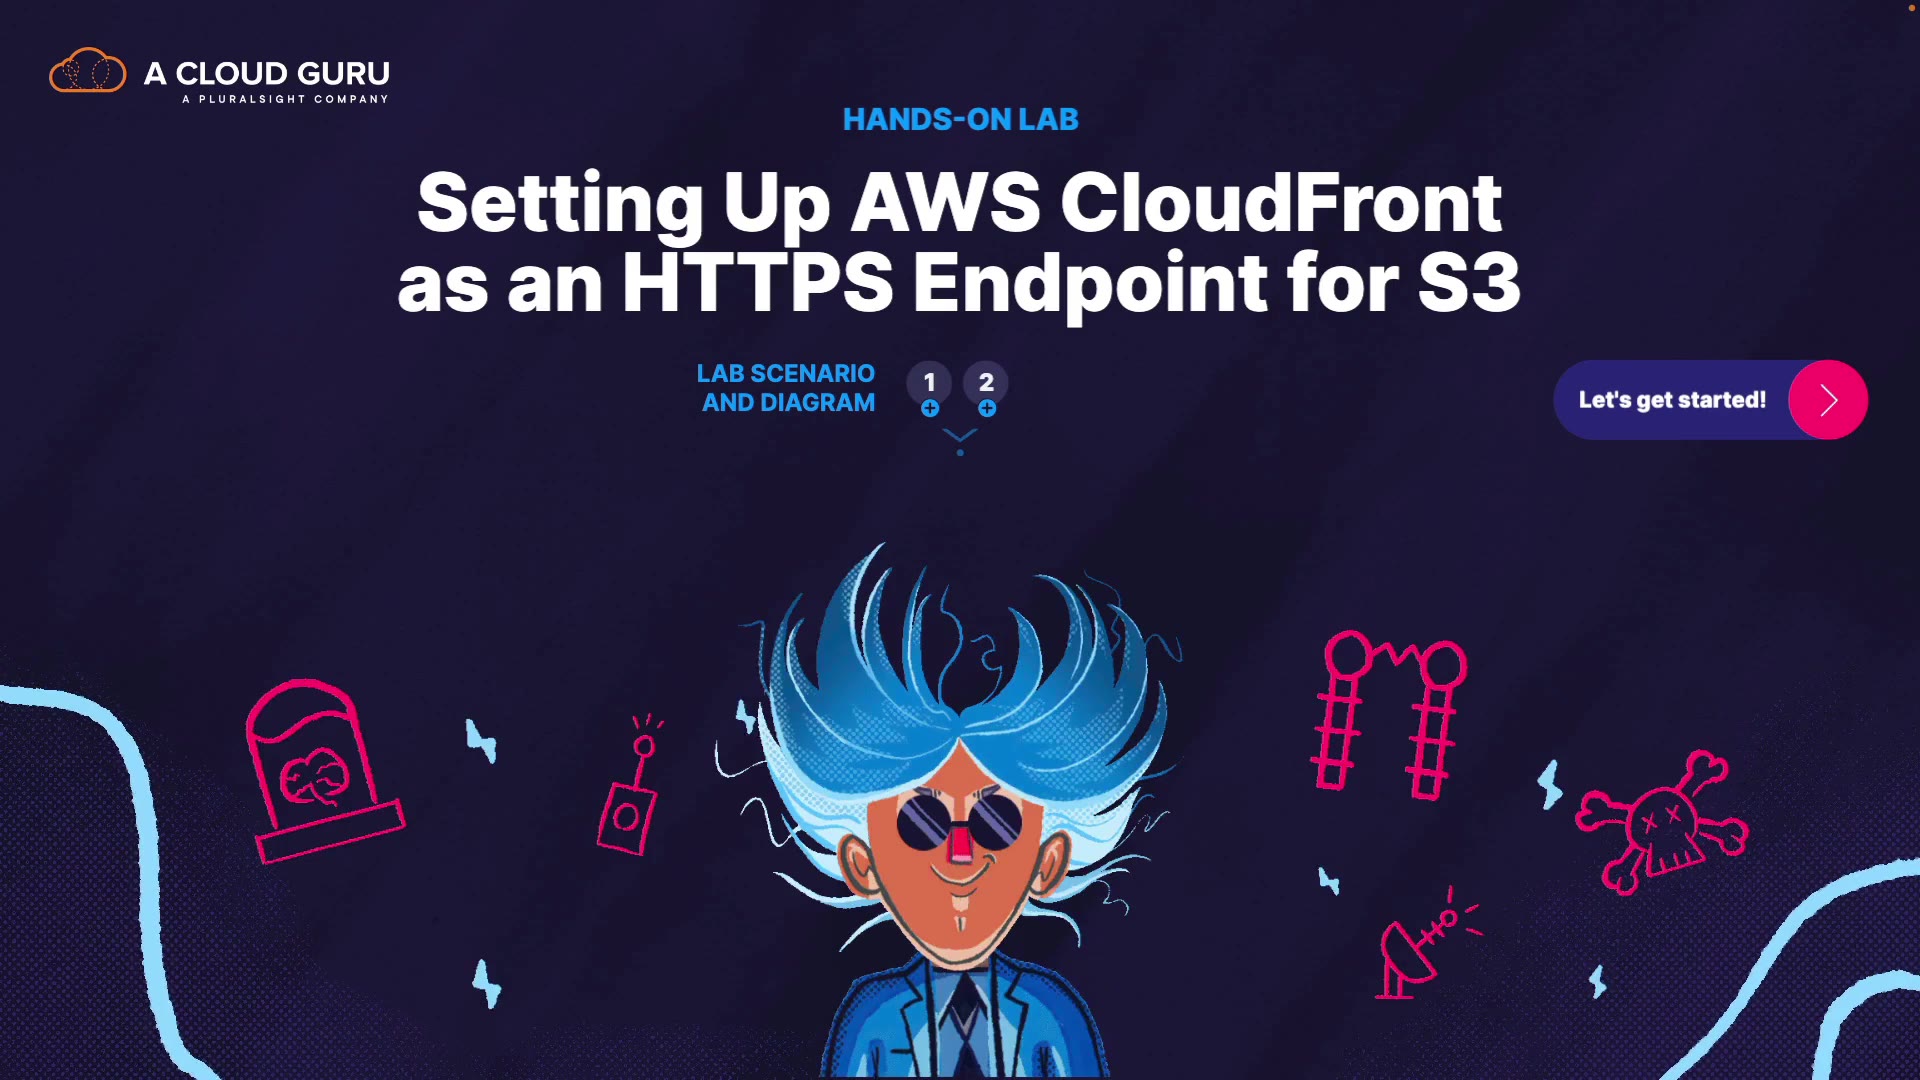 A CLOUD GURU
A PLURALSIGHT COMPANY
HANDS-ON LAB
Setting Up AWS CloudFront
as an HTTPS Endpoint for S3
LAB SCENARIO
AND DIAGRAM
1 2
Let's get started!